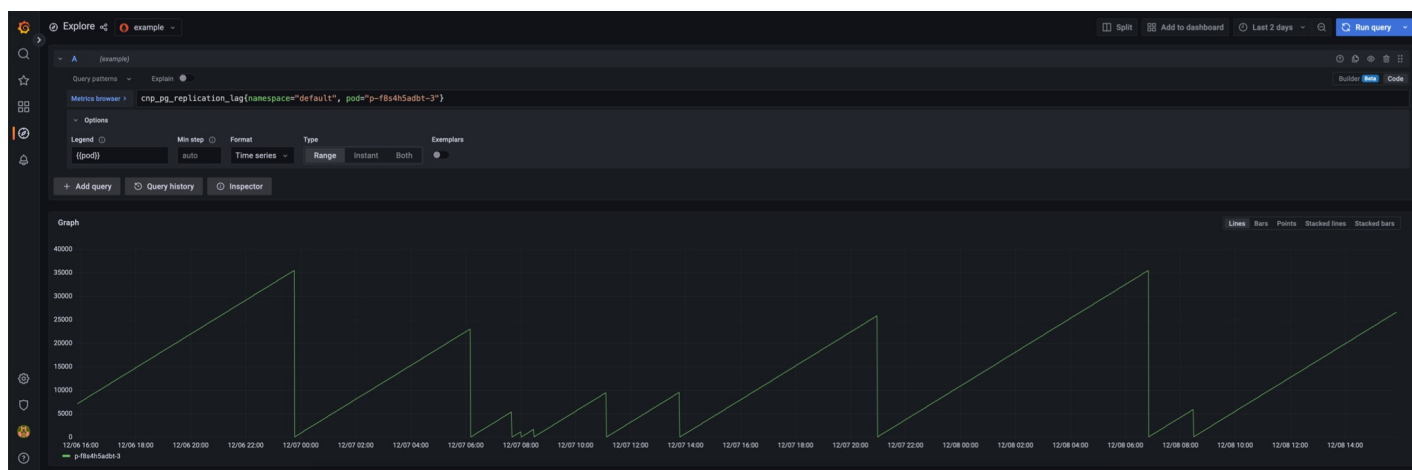 Explore example Split Add to dashboard Last 2 days Run query
A (example)
Query patterns Explain Builder Beta Code
Metrics browser > cnp_pg_replication_lag{namespace="default", pod="p-f8s4h5adbt-3"}
Options
Legend Min step Format Type Exemplars
{{pod}} auto Time series Range Instant Both
+ Add query Query history Inspector
Graph Lines Bars Points Stacked lines Stacked bars
40000
35000
30000
25000
20000
15000
10000
5000
0
12/06 16:00 12/06 18:00 12/06 20:00 12/06 22:00 12/07 00:00 12/07 02:00 12/07 04:00 12/07 06:00 12/07 08:00 12/07 10:00 12/07 12:00 12/07 14:00 12/07 16:00 12/07 18:00 12/07 20:00 12/07 22:00 12/08 00:00 12/08 02:00 12/08 04:00 12/08 06:00 12/08 08:00 12/08 10:00 12/08 12:00 12/08 14:00
p-f8s4h5adbt-3